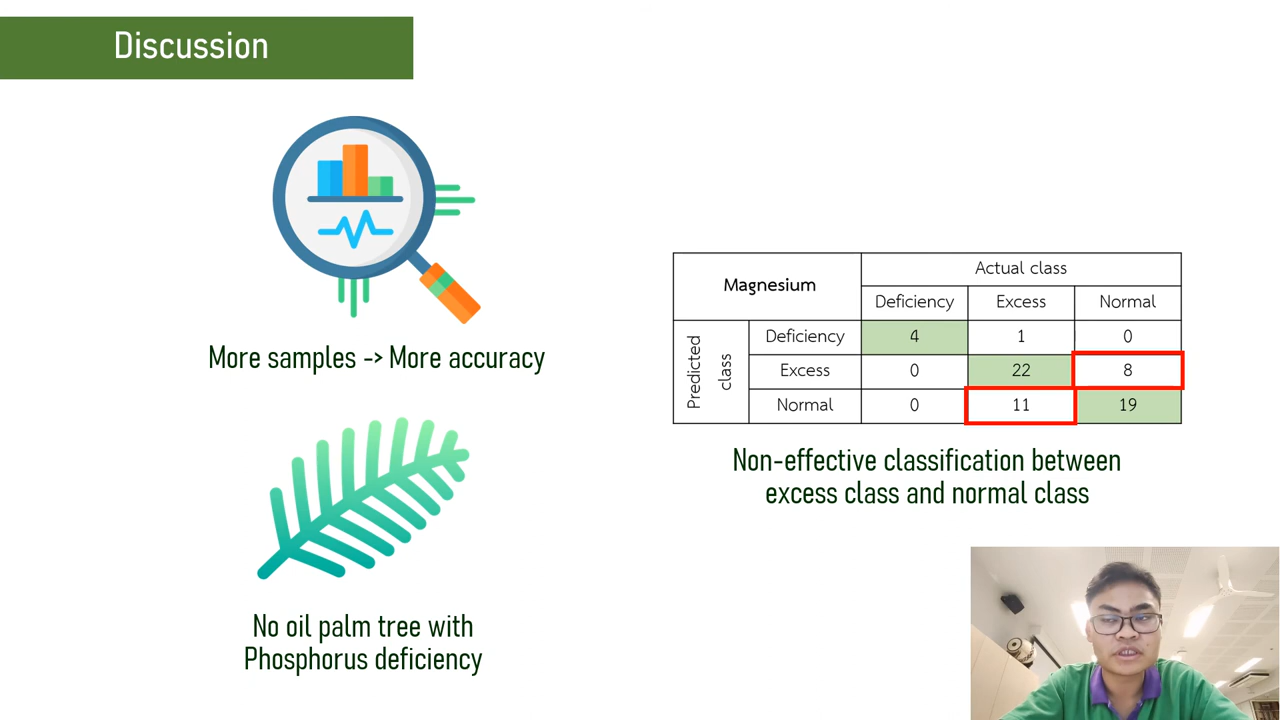 Discussion
More samples -> More accuracy
No oil palm tree with
Phosphorus deficiency
Magnesium
Actual class
Deficiency Excess Normal
Predicted
class
Deficiency 4 1 0
Excess 0 22 8
Normal 0 11 19
Non-effective classification between
excess class and normal class